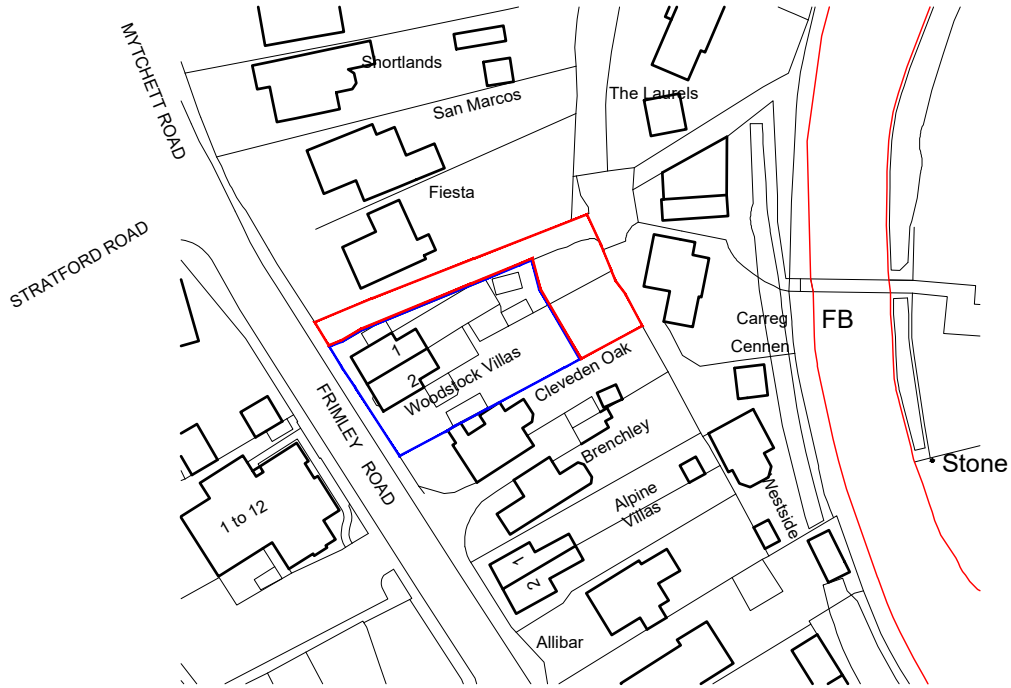 MYTCHETT ROAD
Shortlands
San Marcos
The Laurels
Fiesta
STRATFORD ROAD
Carreg
Cennen
FB
1
2
Woodstock Villas
Cleveden Oak
FRIMLEY ROAD
Brenchley
Stone
Alpine
Villas
Westside
1 to 12
1
2
Allibar